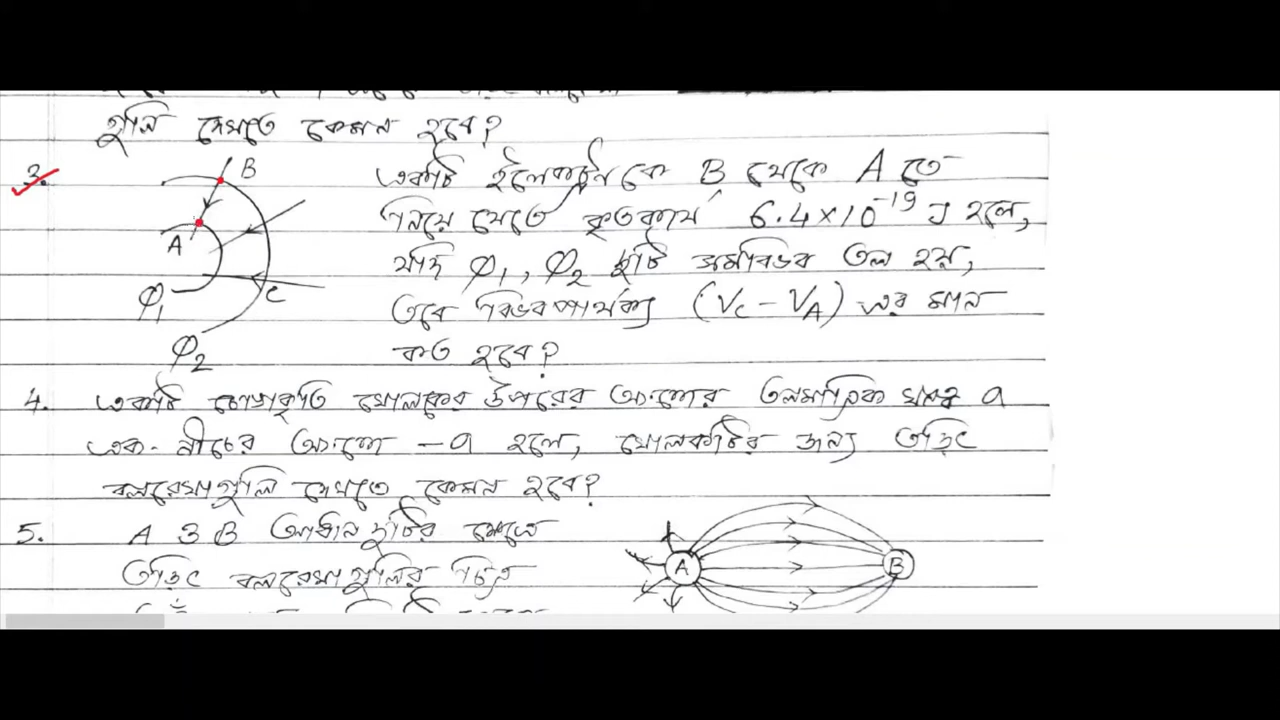 গুলি দেখতে কেমন হবে?
3. একটি ইলেকট্রন কে B থেকে A তে
নিয়ে যেতে কৃতকার্য 6.4×10⁻¹⁹ J হলে,
যদি φ₁, φ₂ দুটি সমবিভব তল হয়,
তবে বিভবপার্থক্য (V_C − V_A) এর মান
কত হবে?
B
A
C
φ₁
φ₂
4. একটি চোঙাকৃতি গোলকের উপরের অংশের তলমাত্রিক ঘনত্ব a
এবং নীচের অংশে −a হলে, গোলকটির জন্য তড়িৎ
বলরেখাগুলি দেখতে কেমন হবে?
5. A ও B আধান দুটির ক্ষেত্রে
তড়িৎ বলরেখাগুলির চিত্র
A
B